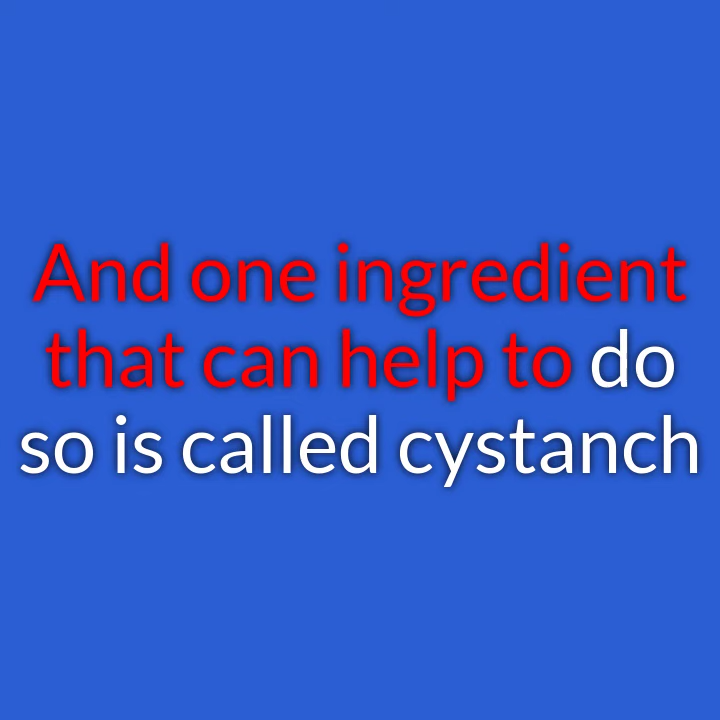 And one ingredient
that can help to do
so is called cystanch